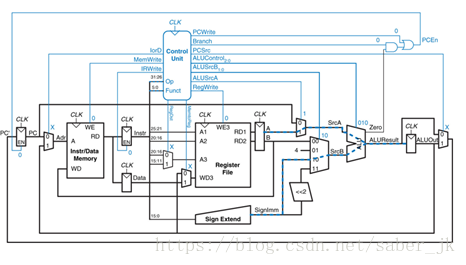 CLK
PCWrite
Branch
PCEn
IorD
Control
Unit
PCSrc
MemWrite
ALUControl2:0
IRWrite
ALUSrcB1:0
31:26
Op
ALUSrcA
5:0
Funct
RegWrite
CLK
CLK
CLK
CLK
CLK
CLK
0
0
0
0
0
X
1
010
X
WE
WE3
SrcA
Zero
PC'
PC
0
1
Adr
A
RD
Instr
25:21
A1
RD1
A
0
1
EN
EN
Instr/Data
Memory
20:16
A2
RD2
B
10
00
01
10
11
4
SrcB
ALUResult
ALUOut
0
1
20:16
15:11
0
1
X
A3
Register
File
WD
Data
0
1
X
WD3
<<2
SignImm
15:0
Sign Extend
https://blog.csdn.net/saber_jk